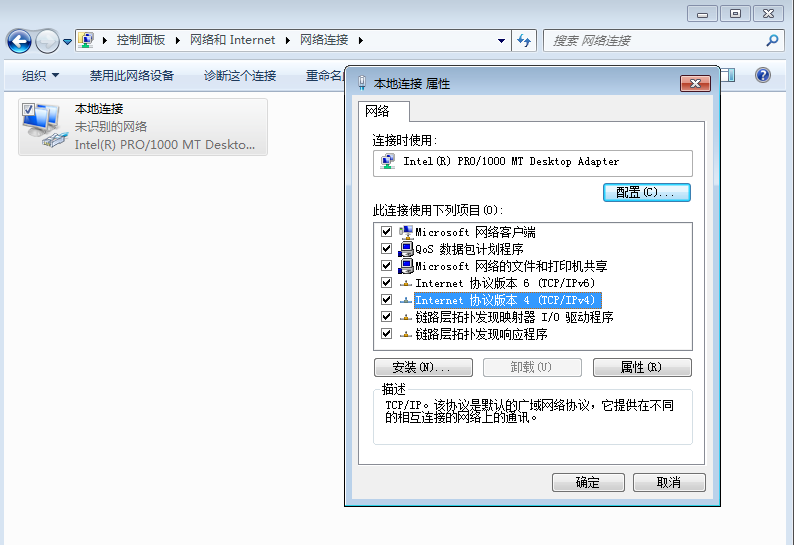 控制面板 网络和 Internet 网络连接
搜索 网络连接
组织 禁用此网络设备 诊断这个连接 重命名
本地连接
未识别的网络
Intel(R) PRO/1000 MT Deskto...
本地连接 属性
网络
连接时使用:
Intel(R) PRO/1000 MT Desktop Adapter
配置(C)...
此连接使用下列项目(O):
Microsoft 网络客户端
QoS 数据包计划程序
Microsoft 网络的文件和打印机共享
Internet 协议版本 6 (TCP/IPv6)
Internet 协议版本 4 (TCP/IPv4)
链路层拓扑发现映射器 I/O 驱动程序
链路层拓扑发现响应程序
安装(N)... 卸载(U) 属性(R)
描述
TCP/IP。该协议是默认的广域网络协议，它提供在不同
的相互连接的网络上的通讯。
确定 取消